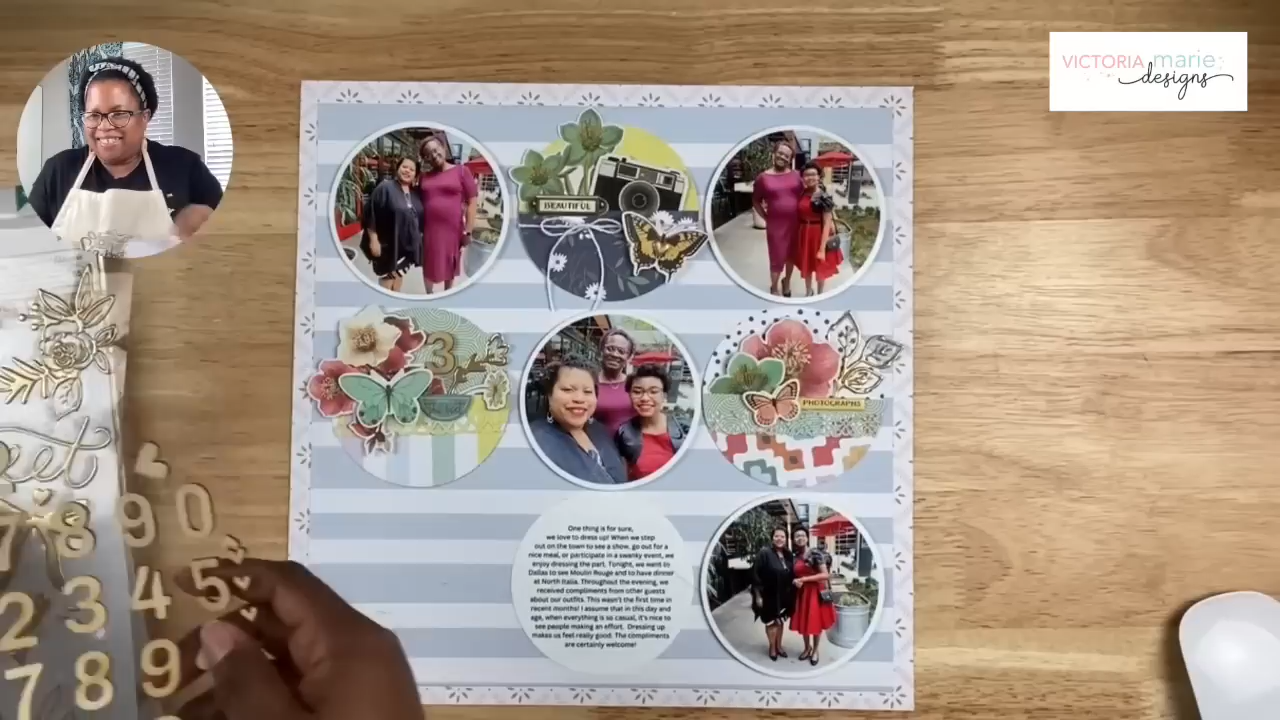 VICTORIA marie
designs
BEAUTIFUL
3
PHOTOGRAPHS
One thing is for sure,
we love to dress up! When we step
out on the town to see a show, go out for a
nice meal, or participate in a swanky event, we
enjoy dressing the part. Tonight, we went to
Dallas to see Moulin Rouge and to have dinner
at North Italia. Throughout the evening, we
received compliments from other guests
about our outfits. This wasn't the first time in
recent months! I assume that in this day and
age, when everything is so casual, it's nice to
see people making an effort. Dressing up
makes us feel really good. The compliments
are certainly welcome!
7 8 9 0
2 3 4 5
7 8 9